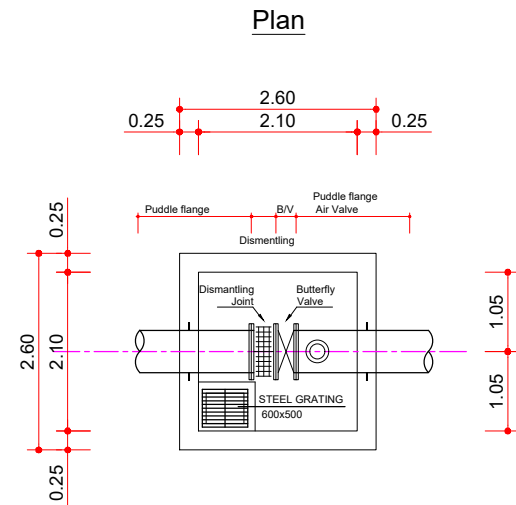 Plan
2.60
0.25
2.10
0.25
Puddle flange
B/V
Puddle flange
Air Valve
Dismentling
0.25
2.60
2.10
0.25
Dismantling
Joint
Butterfly
Valve
1.05
1.05
STEEL GRATING
600x500